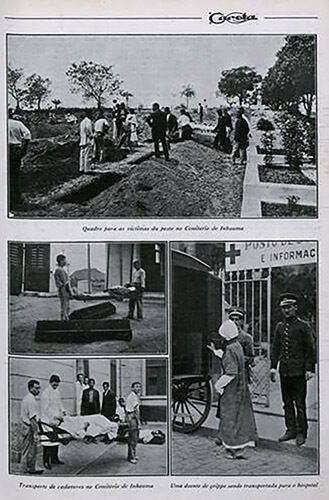 Careta
Quadro para as victimas da peste no Cemiterio de Inhauma
POSTO DE
E INFORMAÇ
Transporte de cadaveres no Cemiterio de Inhauma
Uma doente de grippe sendo transportada para o hospital